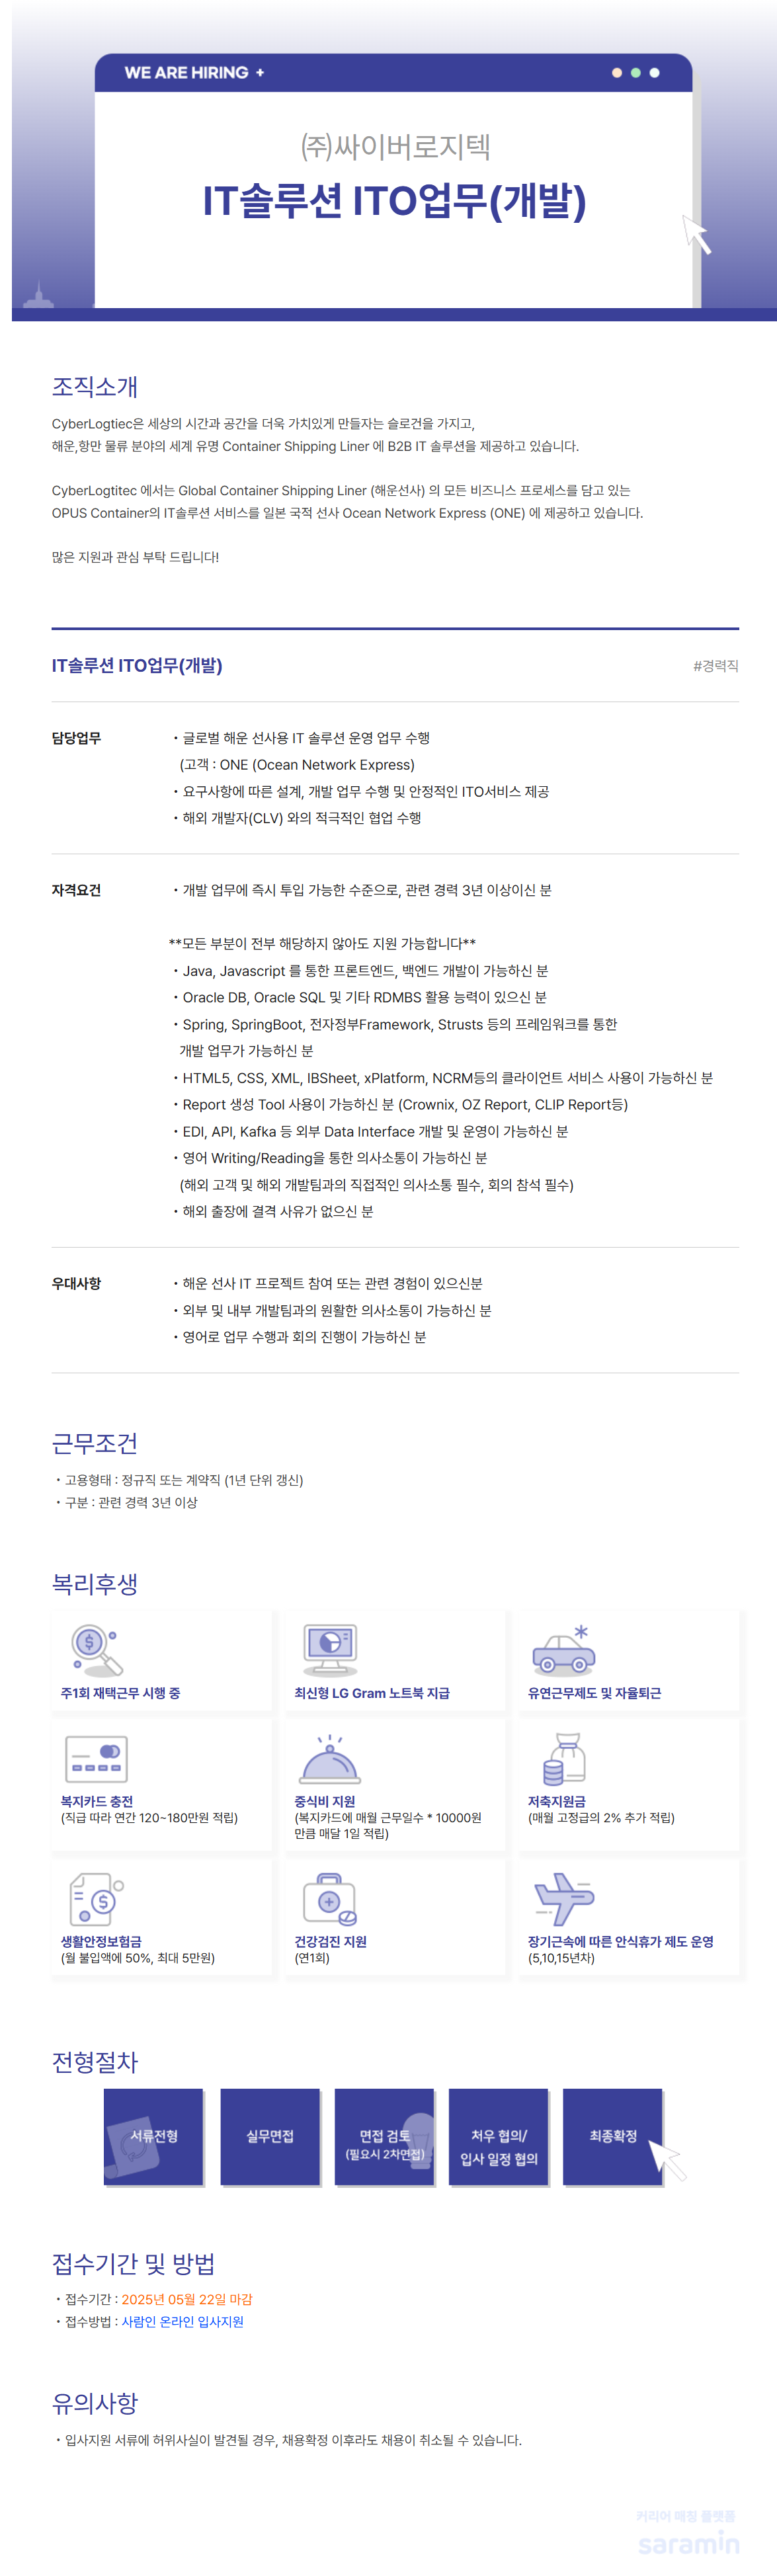 WE ARE HIRING +
㈜싸이버로지텍
IT솔루션 ITO업무(개발)
조직소개
CyberLogtiec은 세상의 시간과 공간을 더욱 가치있게 만들자는 슬로건을 가지고,
해운,항만 물류 분야의 세계 유명 Container Shipping Liner 에 B2B IT 솔루션을 제공하고 있습니다.
CyberLogtitec 에서는 Global Container Shipping Liner (해운선사) 의 모든 비즈니스 프로세스를 담고 있는
OPUS Container의 IT솔루션 서비스를 일본 국적 선사 Ocean Network Express (ONE) 에 제공하고 있습니다.
많은 지원과 관심 부탁 드립니다!
IT솔루션 ITO업무(개발) #경력직
담당업무 • 글로벌 해운 선사용 IT 솔루션 운영 업무 수행
(고객 : ONE (Ocean Network Express)
• 요구사항에 따른 설계, 개발 업무 수행 및 안정적인 ITO서비스 제공
• 해외 개발자(CLV) 와의 적극적인 협업 수행
자격요건 • 개발 업무에 즉시 투입 가능한 수준으로, 관련 경력 3년 이상이신 분
**모든 부분이 전부 해당하지 않아도 지원 가능합니다**
• Java, Javascript 를 통한 프론트엔드, 백엔드 개발이 가능하신 분
• Oracle DB, Oracle SQL 및 기타 RDMBS 활용 능력이 있으신 분
• Spring, SpringBoot, 전자정부Framework, Strusts 등의 프레임워크를 통한
개발 업무가 가능하신 분
• HTML5, CSS, XML, IBSheet, xPlatform, NCRM등의 클라이언트 서비스 사용이 가능하신 분
• Report 생성 Tool 사용이 가능하신 분 (Crownix, OZ Report, CLIP Report등)
• EDI, API, Kafka 등 외부 Data Interface 개발 및 운영이 가능하신 분
• 영어 Writing/Reading을 통한 의사소통이 가능하신 분
(해외 고객 및 해외 개발팀과의 직접적인 의사소통 필수, 회의 참석 필수)
• 해외 출장에 결격 사유가 없으신 분
우대사항 • 해운 선사 IT 프로젝트 참여 또는 관련 경험이 있으신분
• 외부 및 내부 개발팀과의 원활한 의사소통이 가능하신 분
• 영어로 업무 수행과 회의 진행이 가능하신 분
근무조건
• 고용형태 : 정규직 또는 계약직 (1년 단위 갱신)
• 구분 : 관련 경력 3년 이상
복리후생
주1회 재택근무 시행 중
최신형 LG Gram 노트북 지급
유연근무제도 및 자율퇴근
복지카드 충전
(직급 따라 연간 120~180만원 적립)
중식비 지원
(복지카드에 매월 근무일수 * 10000원
만큼 매달 1일 적립)
저축지원금
(매월 고정급의 2% 추가 적립)
생활안정보험금
(월 불입액에 50%, 최대 5만원)
건강검진 지원
(연1회)
장기근속에 따른 안식휴가 제도 운영
(5,10,15년차)
전형절차
서류전형
실무면접
면접 검토
(필요시 2차면접)
처우 협의/
입사 일정 협의
최종확정
접수기간 및 방법
• 접수기간 : 2025년 05월 22일 마감
• 접수방법 : 사람인 온라인 입사지원
유의사항
• 입사지원 서류에 허위사실이 발견될 경우, 채용확정 이후라도 채용이 취소될 수 있습니다.
커리어 매칭 플랫폼
saramin